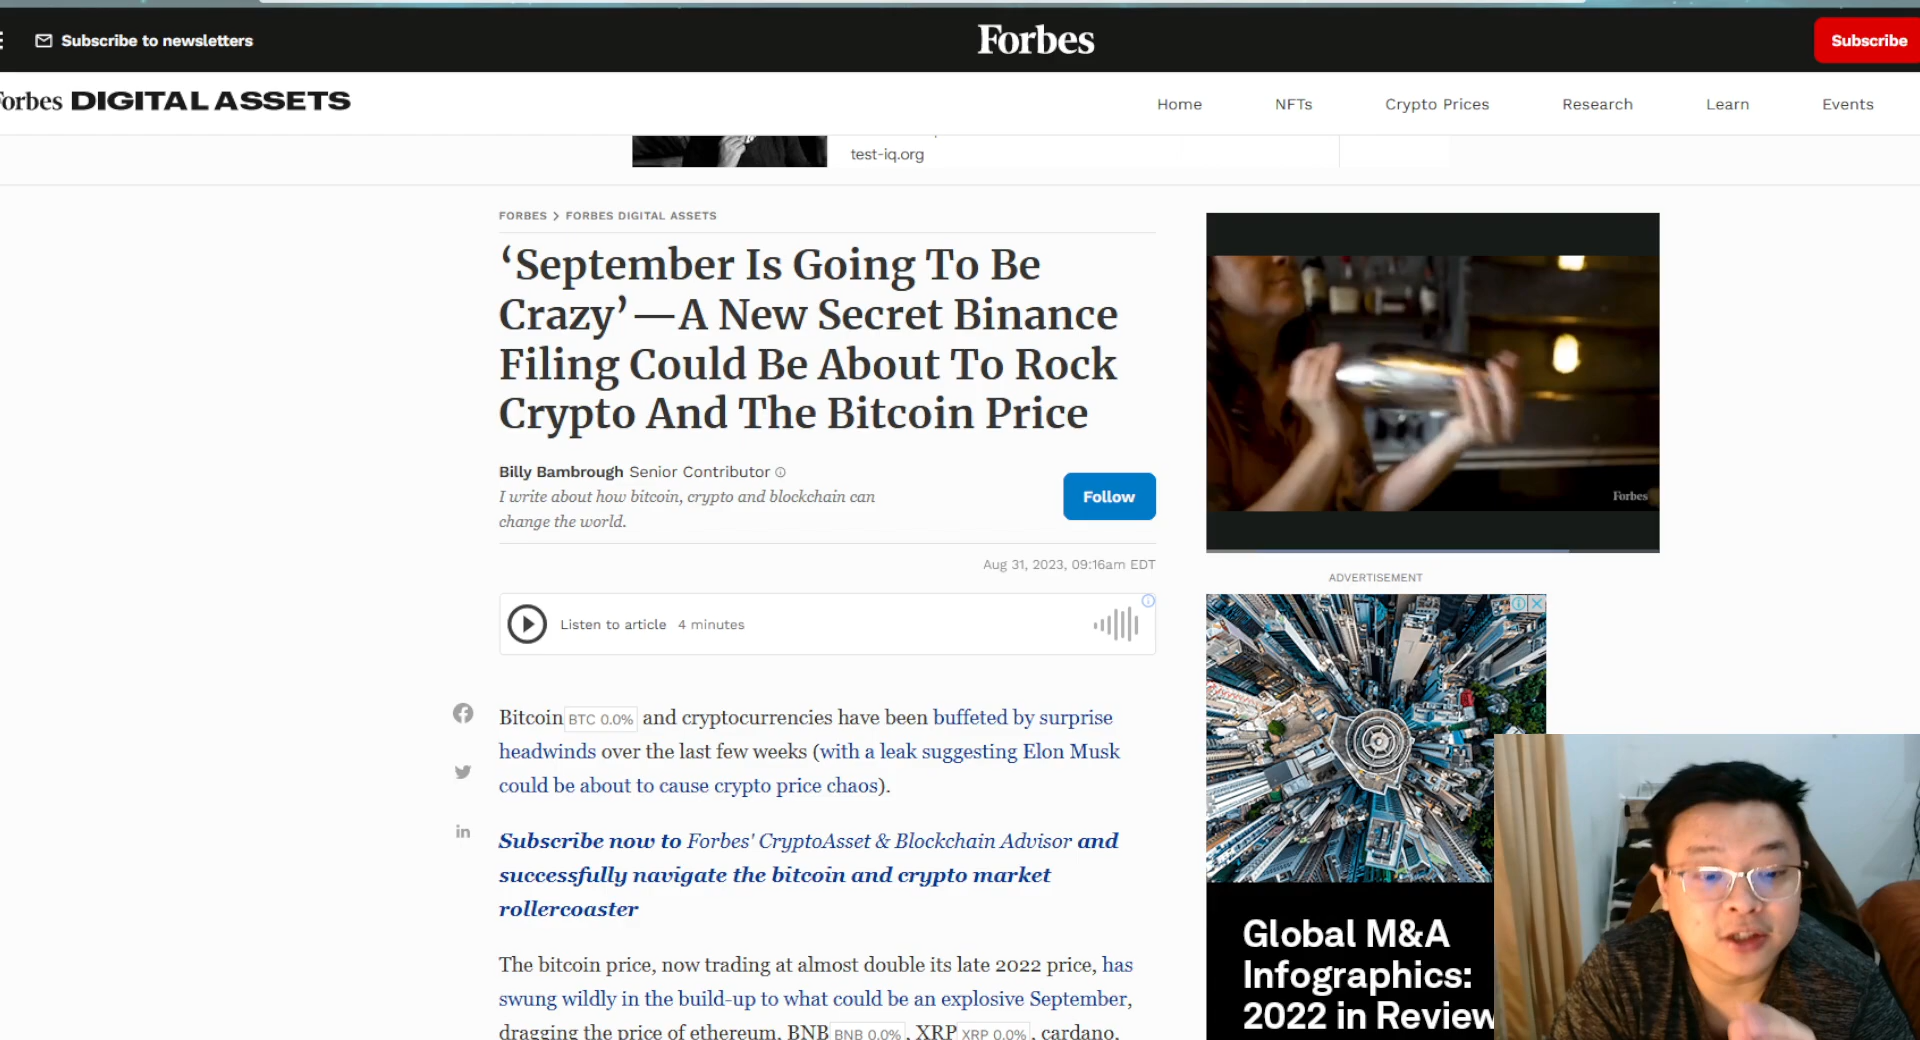 Subscribe to newsletters
Forbes
Subscribe
Forbes DIGITAL ASSETS
Home
NFTs
Crypto Prices
Research
Learn
Events
test-iq.org
FORBES > FORBES DIGITAL ASSETS
‘September Is Going To Be
Crazy’—A New Secret Binance
Filing Could Be About To Rock
Crypto And The Bitcoin Price
Billy Bambrough Senior Contributor
I write about how bitcoin, crypto and blockchain can
change the world.
Follow
Aug 31, 2023, 09:16am EDT
Listen to article 4 minutes
Forbes
ADVERTISEMENT
Bitcoin BTC 0.0% and cryptocurrencies have been buffeted by surprise
headwinds over the last few weeks (with a leak suggesting Elon Musk
could be about to cause crypto price chaos).
in
Subscribe now to Forbes' CryptoAsset & Blockchain Advisor and
successfully navigate the bitcoin and crypto market
rollercoaster
The bitcoin price, now trading at almost double its late 2022 price, has
swung wildly in the build-up to what could be an explosive September,
dragging the price of ethereum, BNB BNB 0.0% , XRP XRP 0.0% , cardano,
Global M&A
Infographics:
2022 in Review